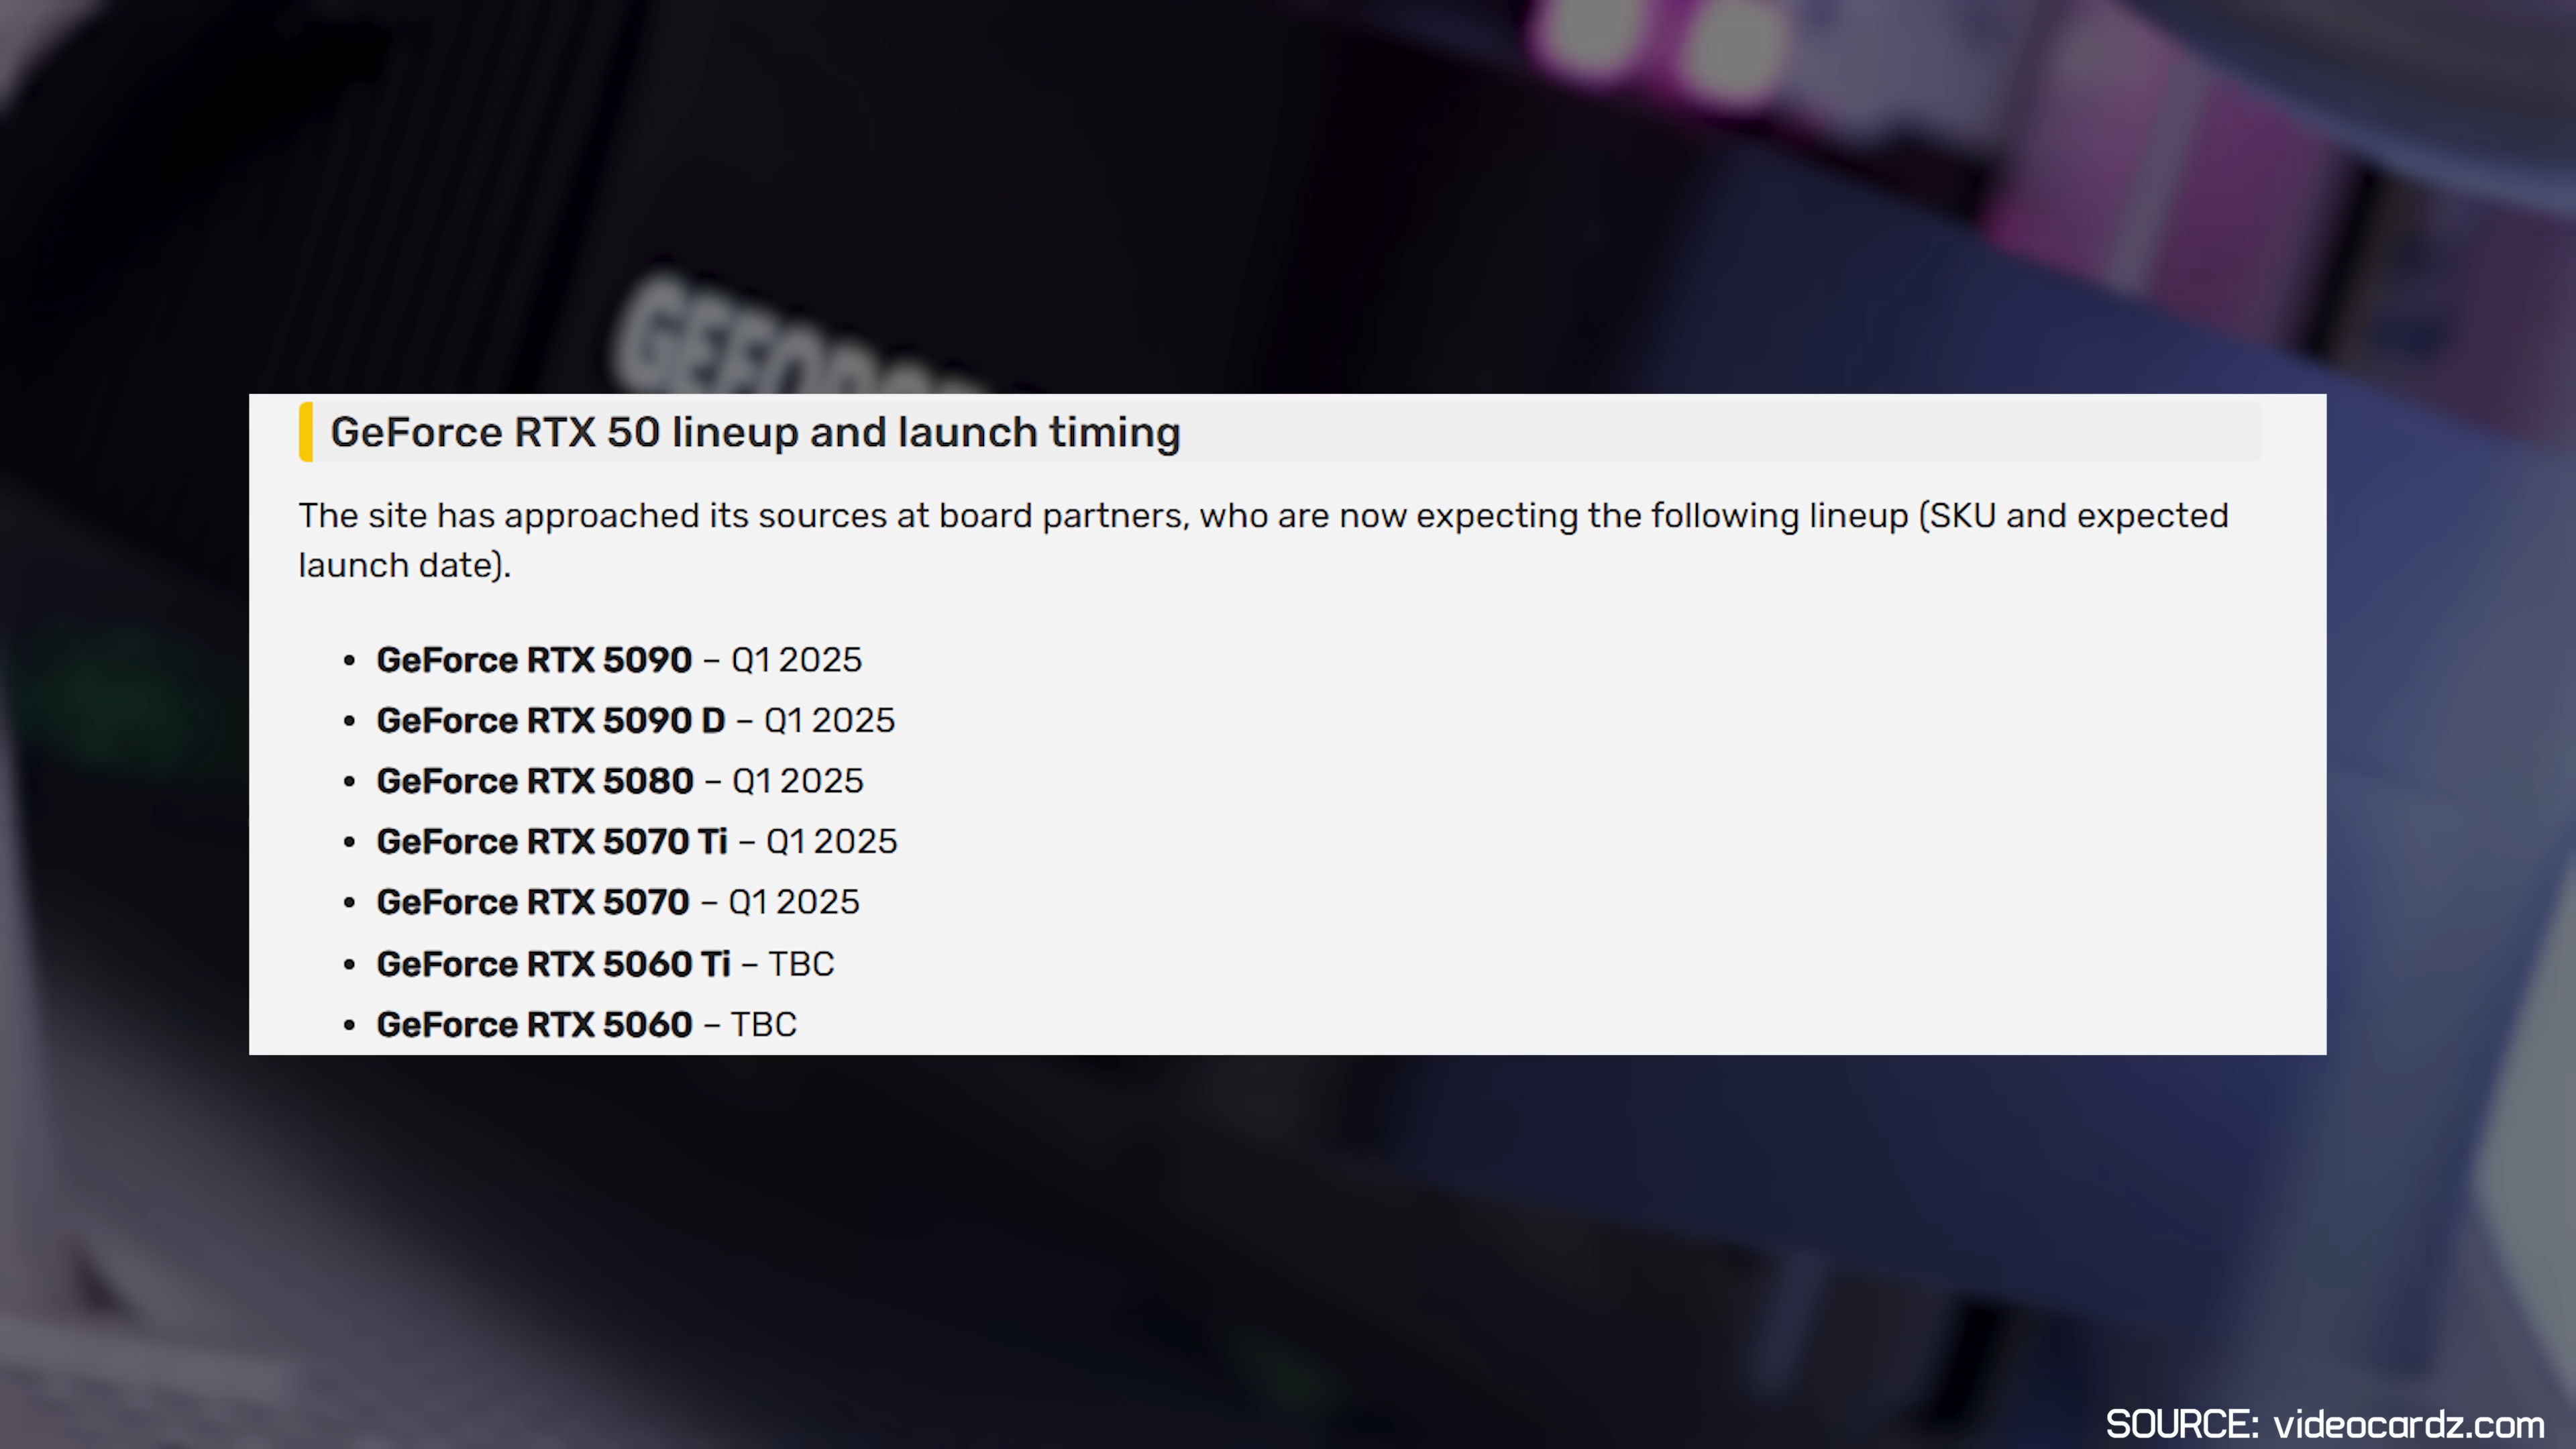 GEFORCE
GeForce RTX 50 lineup and launch timing
The site has approached its sources at board partners, who are now expecting the following lineup (SKU and expected
launch date).
• GeForce RTX 5090 – Q1 2025
• GeForce RTX 5090 D – Q1 2025
• GeForce RTX 5080 – Q1 2025
• GeForce RTX 5070 Ti – Q1 2025
• GeForce RTX 5070 – Q1 2025
• GeForce RTX 5060 Ti – TBC
• GeForce RTX 5060 – TBC
SOURCE: videocardz.com